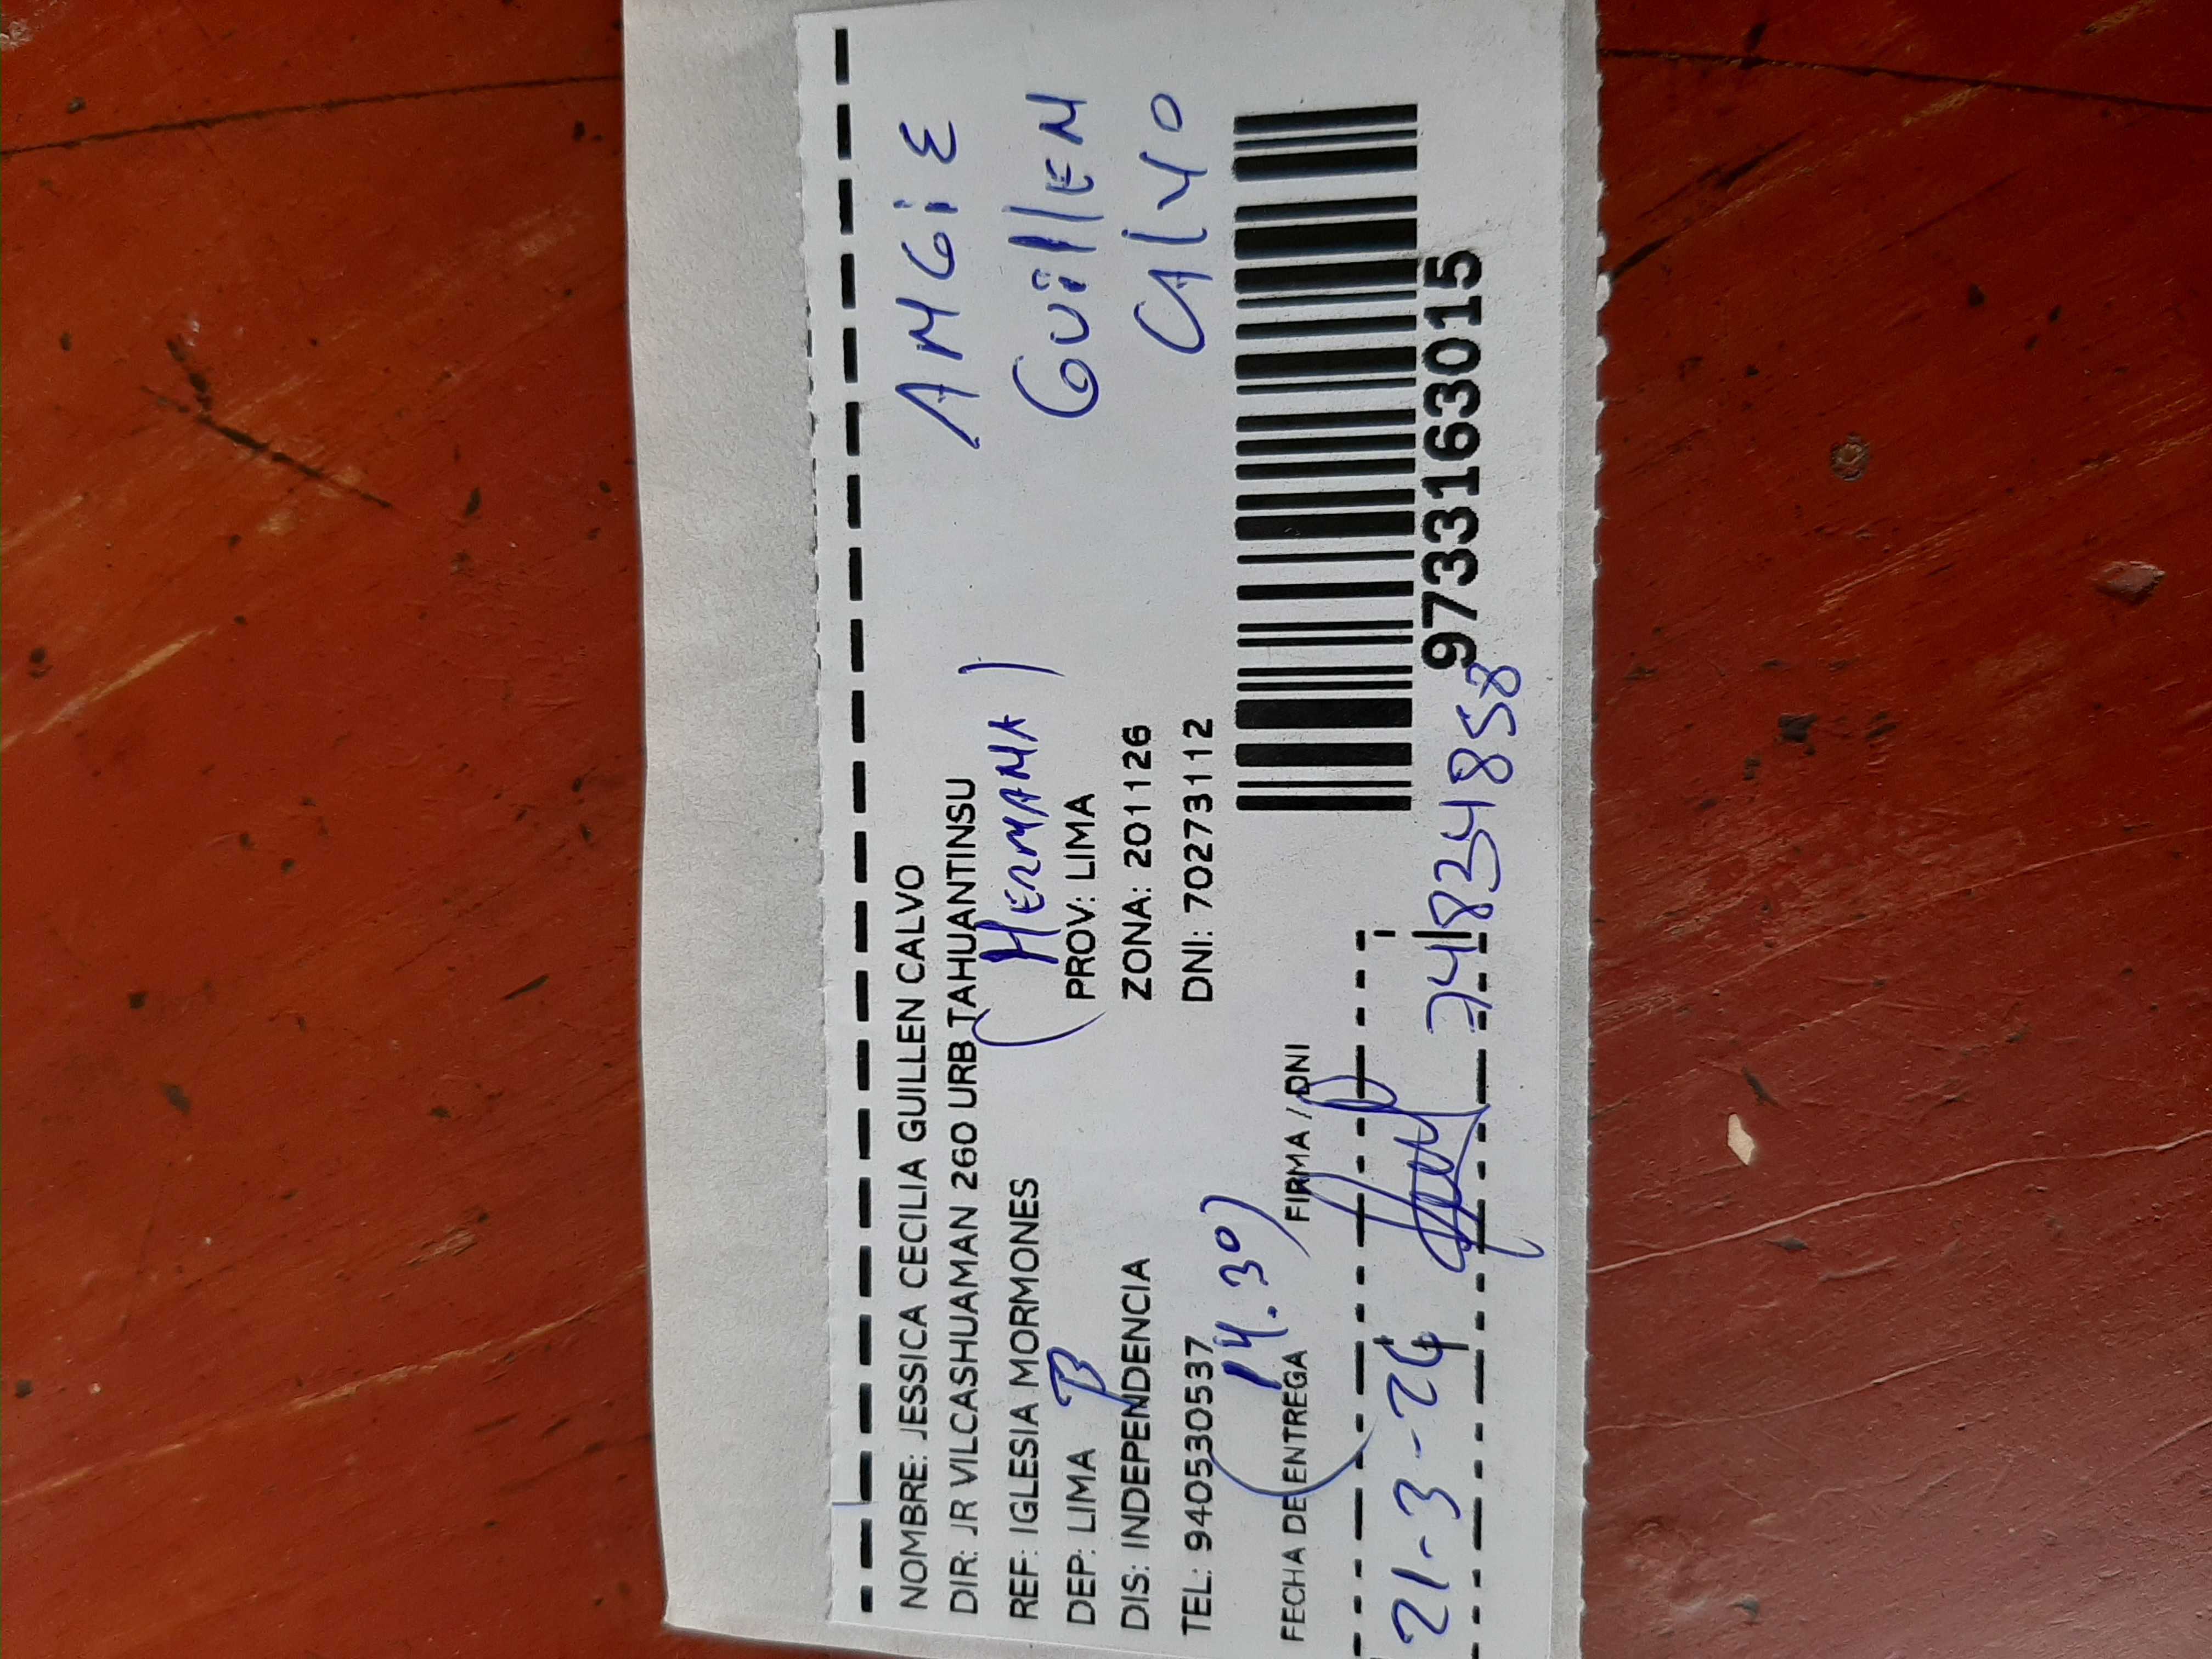 NOMBRE: JESSICA CECILIA GUILLEN CALVO
DIR: JR VILCASHUAMAN 260 URB TAHUANTINSU
REF: IGLESIA MORMONES
(HERMANA)
DEP: LIMA
PROV: LIMA
DIS: INDEPENDENCIA
ZONA: 201126
TEL: 940530537
DNI: 70273112
ANGiE
GUillEN
CAlVO
(14.30)
FECHA DE ENTREGA
FIRMA / DNI
21-3-24
74832348558
97331163015